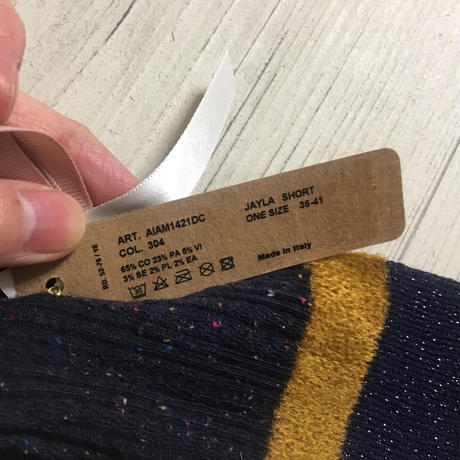 ART. AIAM1421DC
COL. 304
65% CO 23% PA 5% VI
3% SE 2% PL 2% EA
JAYLA SHORT
ONE SIZE 36-41
Made in Italy